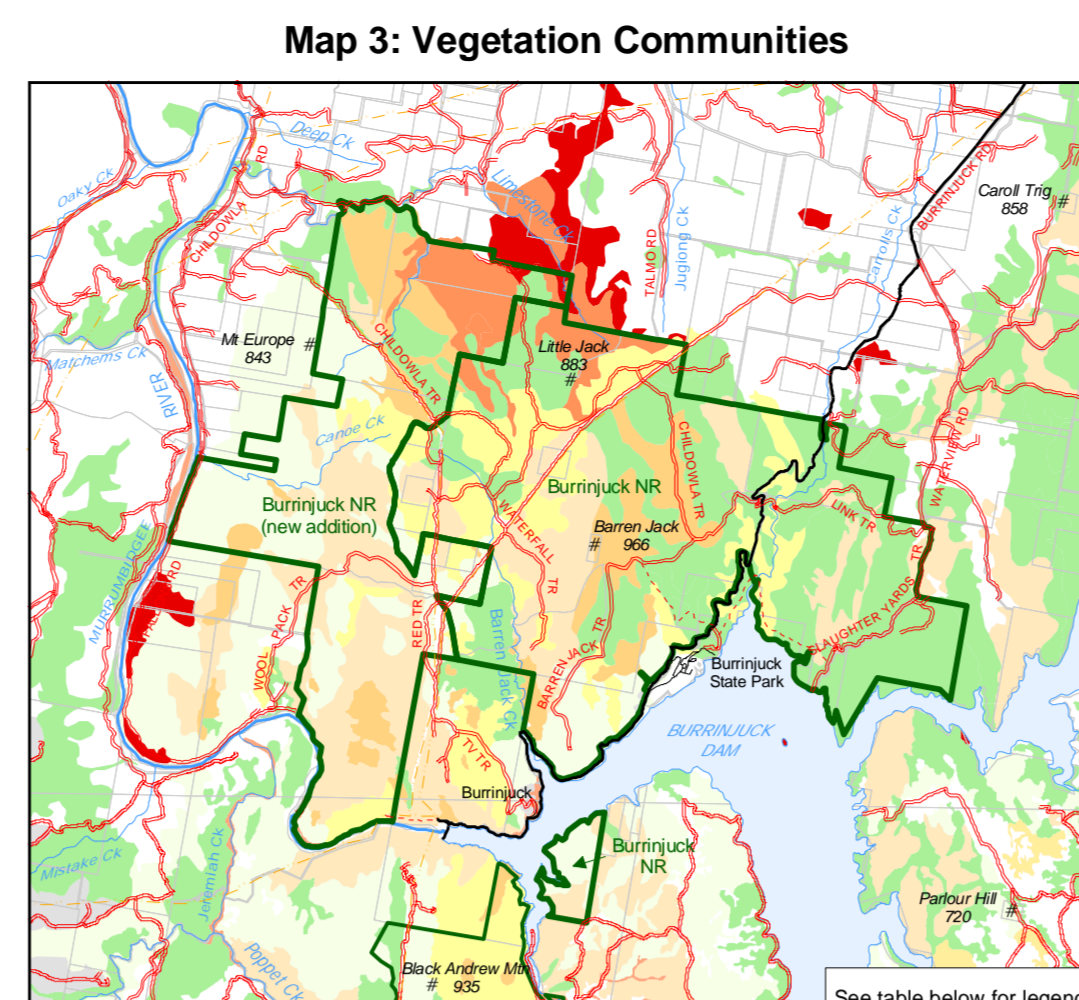 Map 3: Vegetation Communities
Deep Ck
RD
Oaky Ck
Limestone Ck
Caroll Trig
858
#
BURRINJUCK RD
CHILDOWLA
TALMO RD
Jugiong Ck
Carrolls Ck
Mt Europe
843
#
Matchems Ck
RIVER
CHILDOWLA TR
Little Jack
883
#
Canoe Ck
CHILDOWLA TR
WATERVIEW RD
Burrinjuck NR
(new addition)
Burrinjuck NR
WATERFALL TR
Barren Jack
# 966
LINK TR
MURRUMBIDGEE
RD
WOOL PACK TR
RED TR
Barren Jack Ck
BARREN JACK TR
SLAUGHTER YARDS TR
Burrinjuck
State Park
BURRINJUCK
DAM
TV TR
Burrinjuck
Burrinjuck
NR
Mistake Ck
Jeremiah Ck
Parlour Hill
720
#
Poppet Ck
Black Andrew Mtn
# 935
See table below for legend